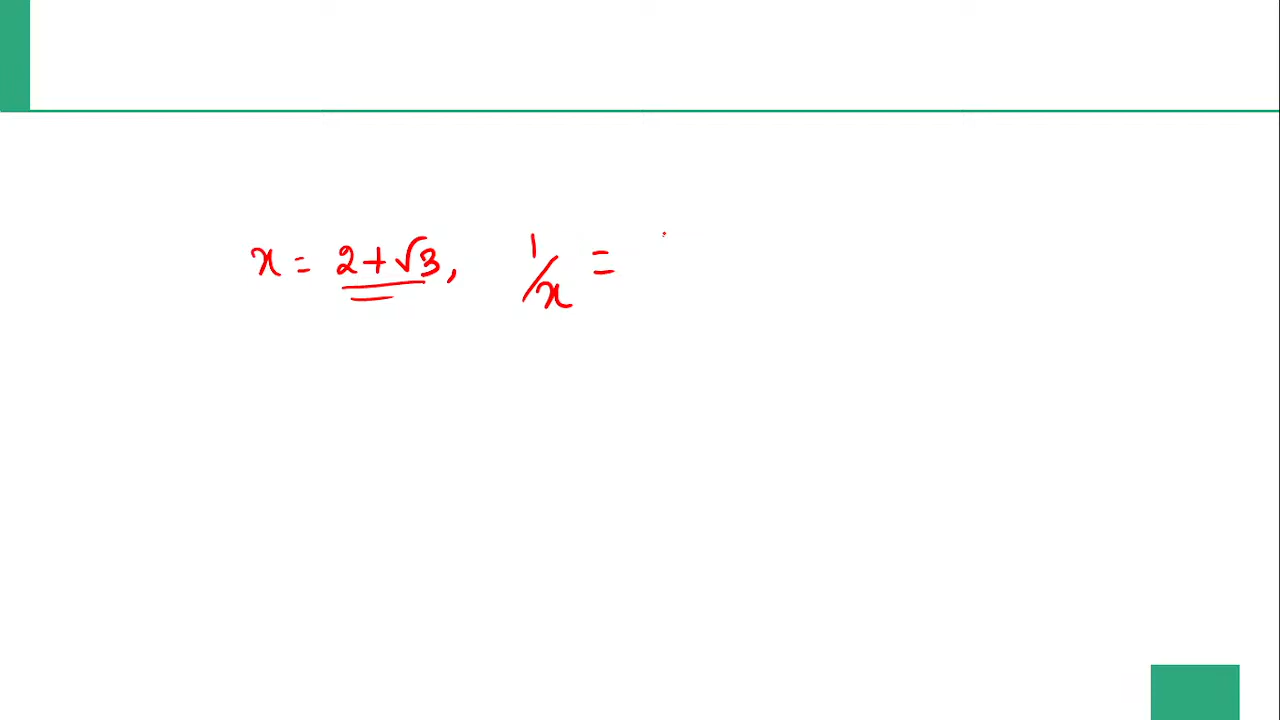 x = 2+√3, 1/x =